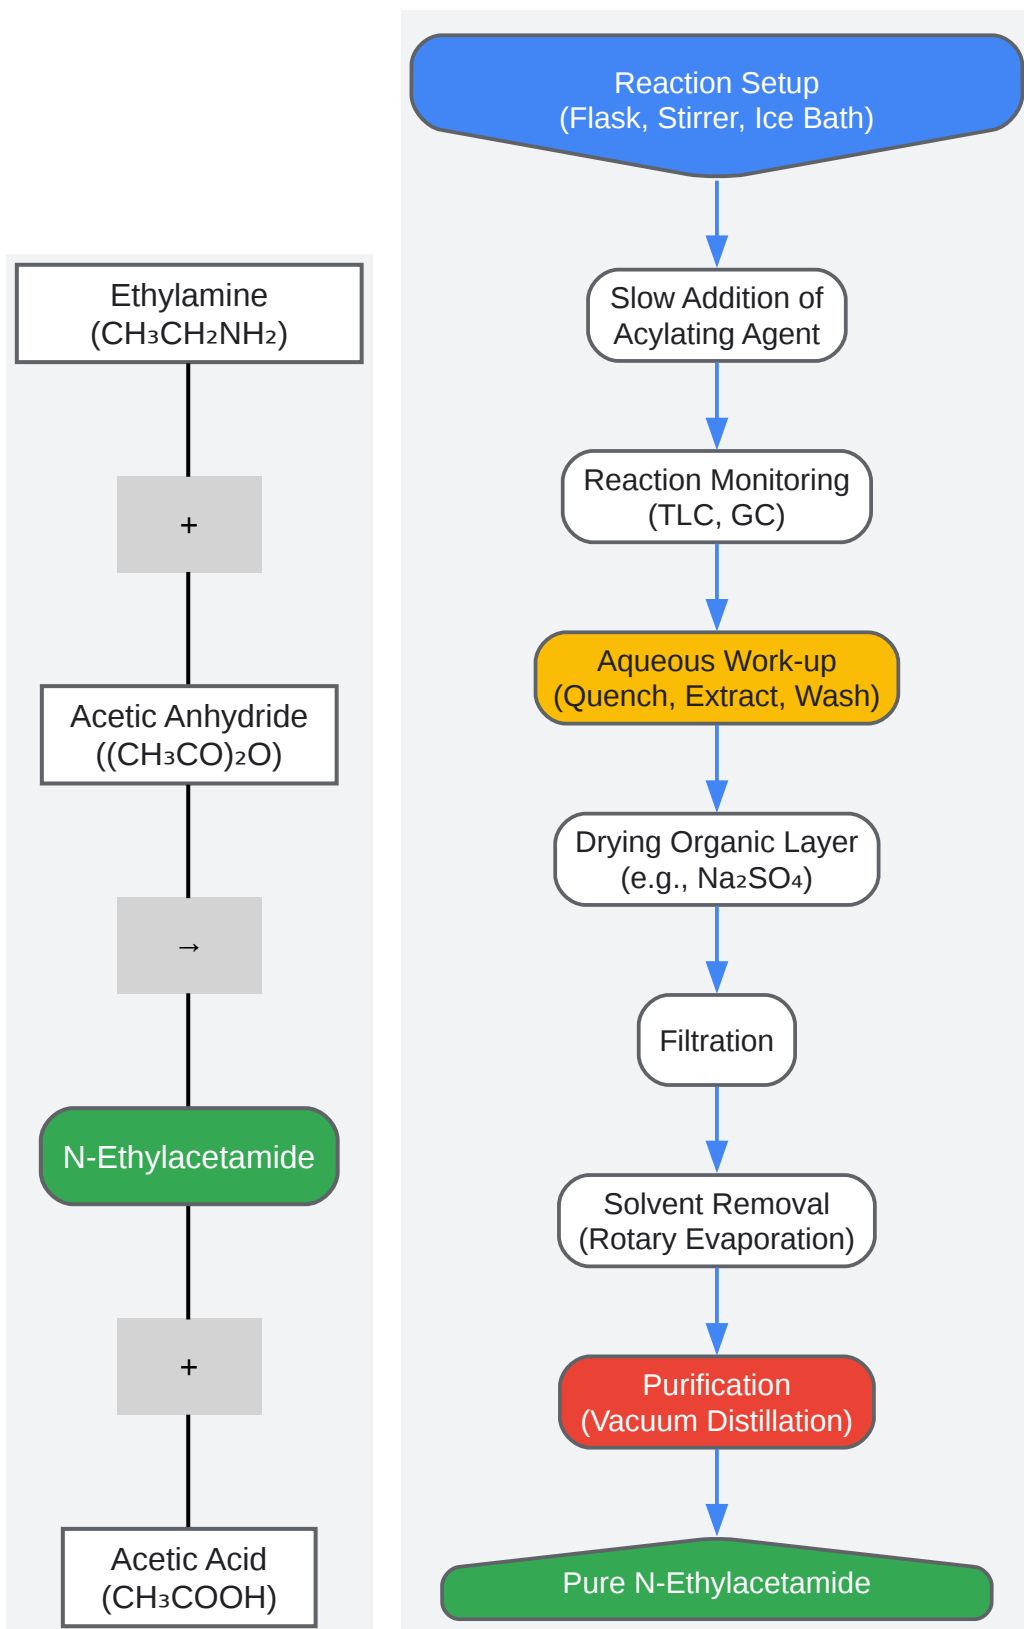 Ethylamine
(CH₃CH₂NH₂)
+
Acetic Anhydride
((CH₃CO)₂O)
→
N-Ethylacetamide
+
Acetic Acid
(CH₃COOH)
Reaction Setup
(Flask, Stirrer, Ice Bath)
Slow Addition of
Acylating Agent
Reaction Monitoring
(TLC, GC)
Aqueous Work-up
(Quench, Extract, Wash)
Drying Organic Layer
(e.g., Na₂SO₄)
Filtration
Solvent Removal
(Rotary Evaporation)
Purification
(Vacuum Distillation)
Pure N-Ethylacetamide